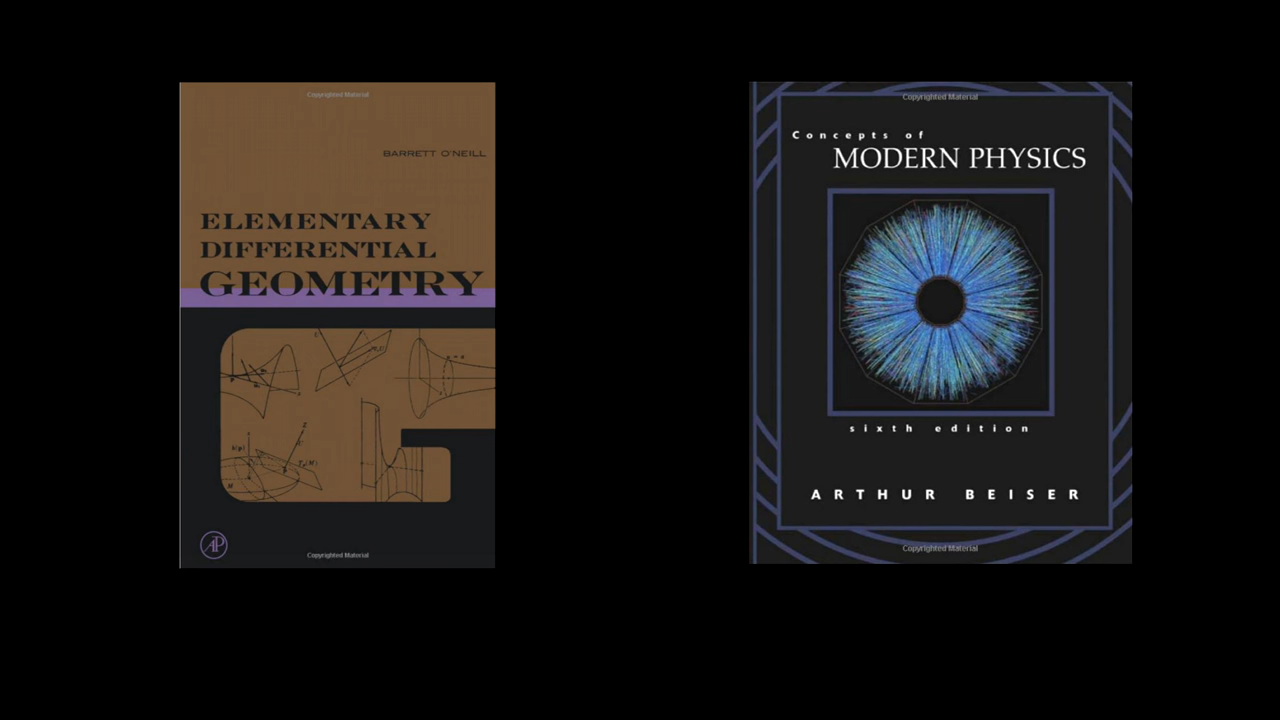 Copyrighted Material
BARRETT O'NEILL
ELEMENTARY
DIFFERENTIAL
GEOMETRY
AP
Copyrighted Material
Copyrighted Material
Concepts of
MODERN PHYSICS
sixth edition
ARTHUR BEISER
Copyrighted Material